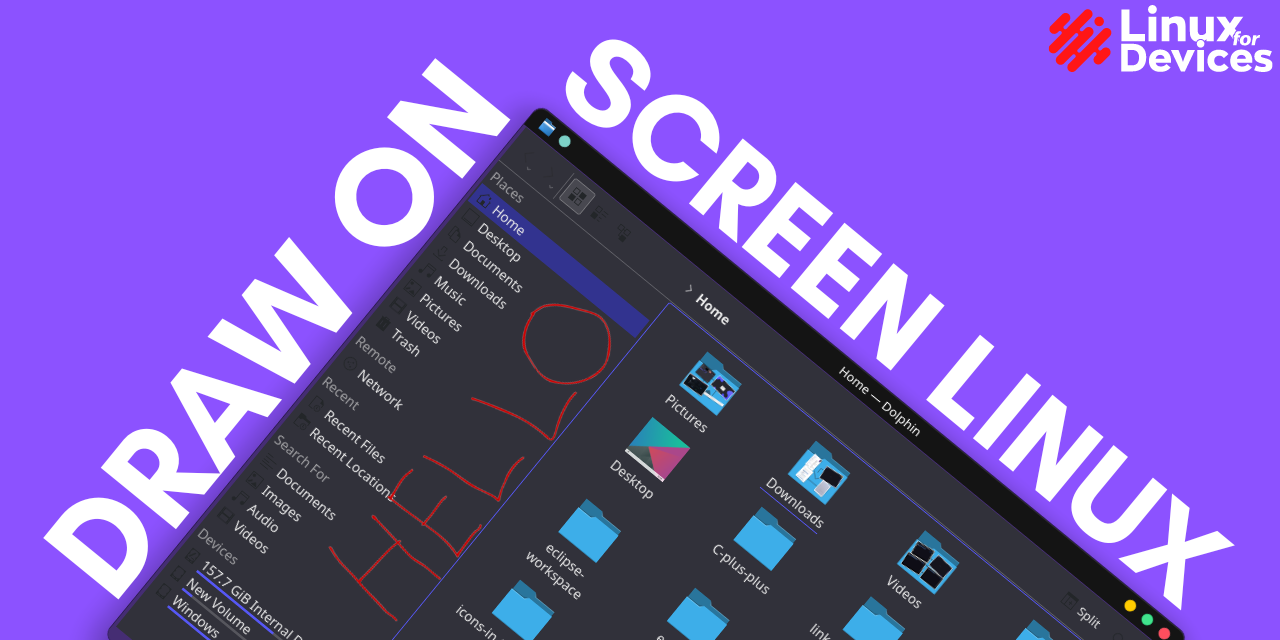 Linux for
Devices
DRAW ON
SCREEN LINUX
Home — Dolphin
Split
Home
Places
Home
Desktop
Documents
Downloads
Music
Pictures
Videos
Trash
Remote
Network
Recent
Recent Files
Recent Locations
Search For
Documents
Images
Audio
Videos
Devices
157.7 GiB Internal
New Volume
Windows
HELLO
Pictures
Desktop
Downloads
eclipse-
workspace
C-plus-plus
Videos